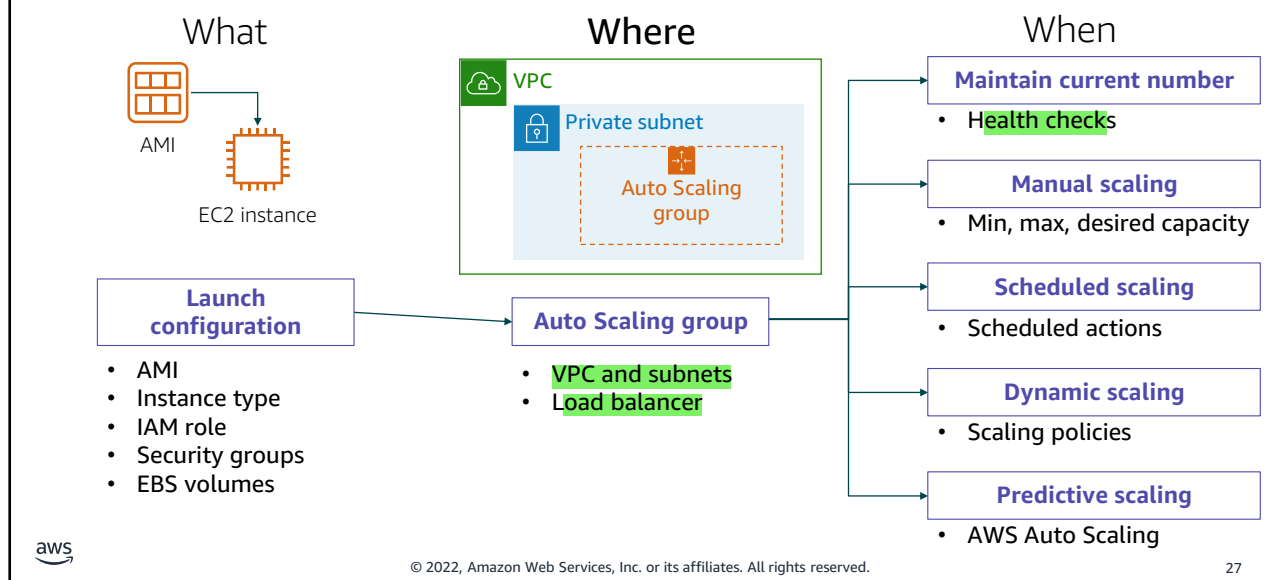 What
AMI
EC2 instance
Launch
configuration
• AMI
• Instance type
• IAM role
• Security groups
• EBS volumes
Where
VPC
Private subnet
Auto Scaling
group
Auto Scaling group
• VPC and subnets
• Load balancer
When
Maintain current number
• Health checks
Manual scaling
• Min, max, desired capacity
Scheduled scaling
• Scheduled actions
Dynamic scaling
• Scaling policies
Predictive scaling
• AWS Auto Scaling
aws
© 2022, Amazon Web Services, Inc. or its affiliates. All rights reserved.
27